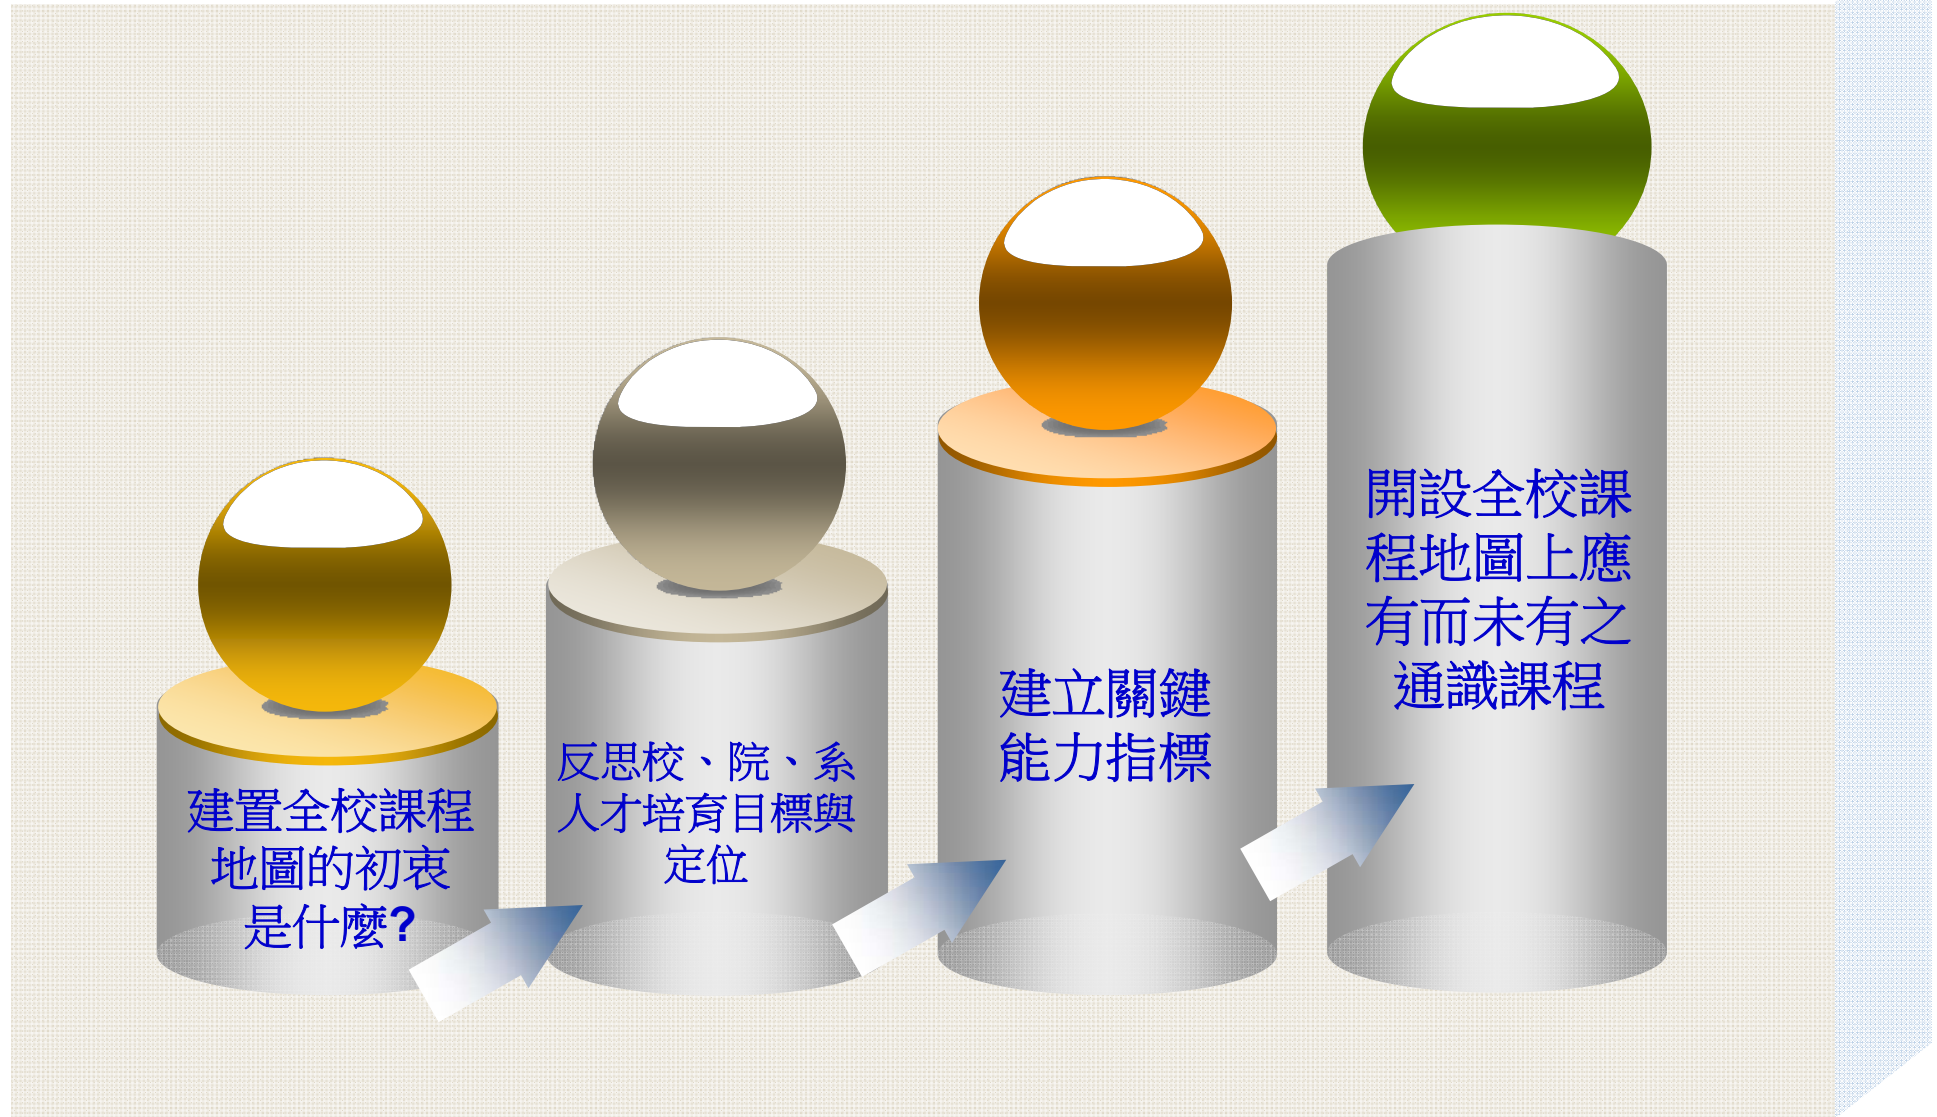 建置全校課程
地圖的初衷
是什麼?
反思校、院、系
人才培育目標與
定位
建立關鍵
能力指標
開設全校課
程地圖上應
有而未有之
通識課程